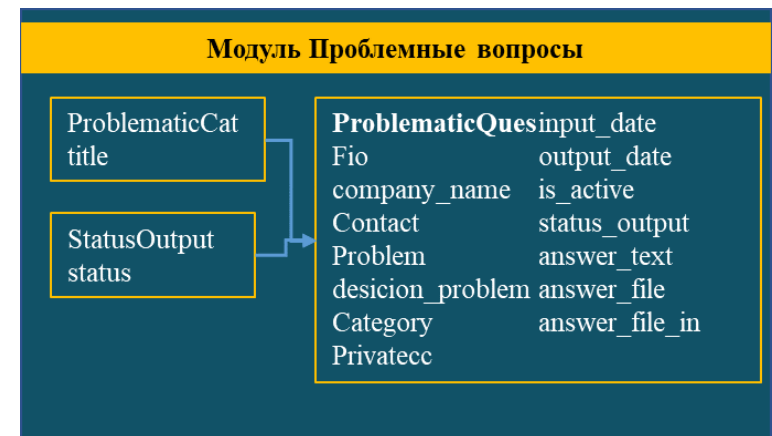 Модуль Проблемные вопросы
ProblematicCat
title
StatusOutput
status
ProblematicQues
Fio
company_name
Contact
Problem
desicion_problem
Category
Privatecc
input_date
output_date
is_active
status_output
answer_text
answer_file
answer_file_in